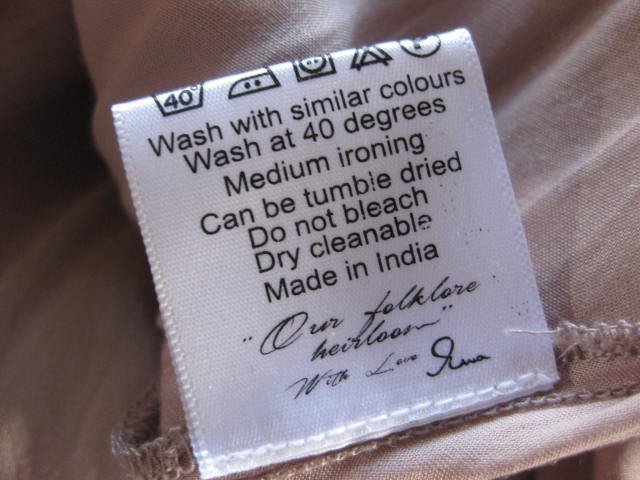 40°
Wash with similar colours
Wash at 40 degrees
Medium ironing
Can be tumble dried
Do not bleach
Dry cleanable
Made in India
"Our folklore
heirloom"
With Love